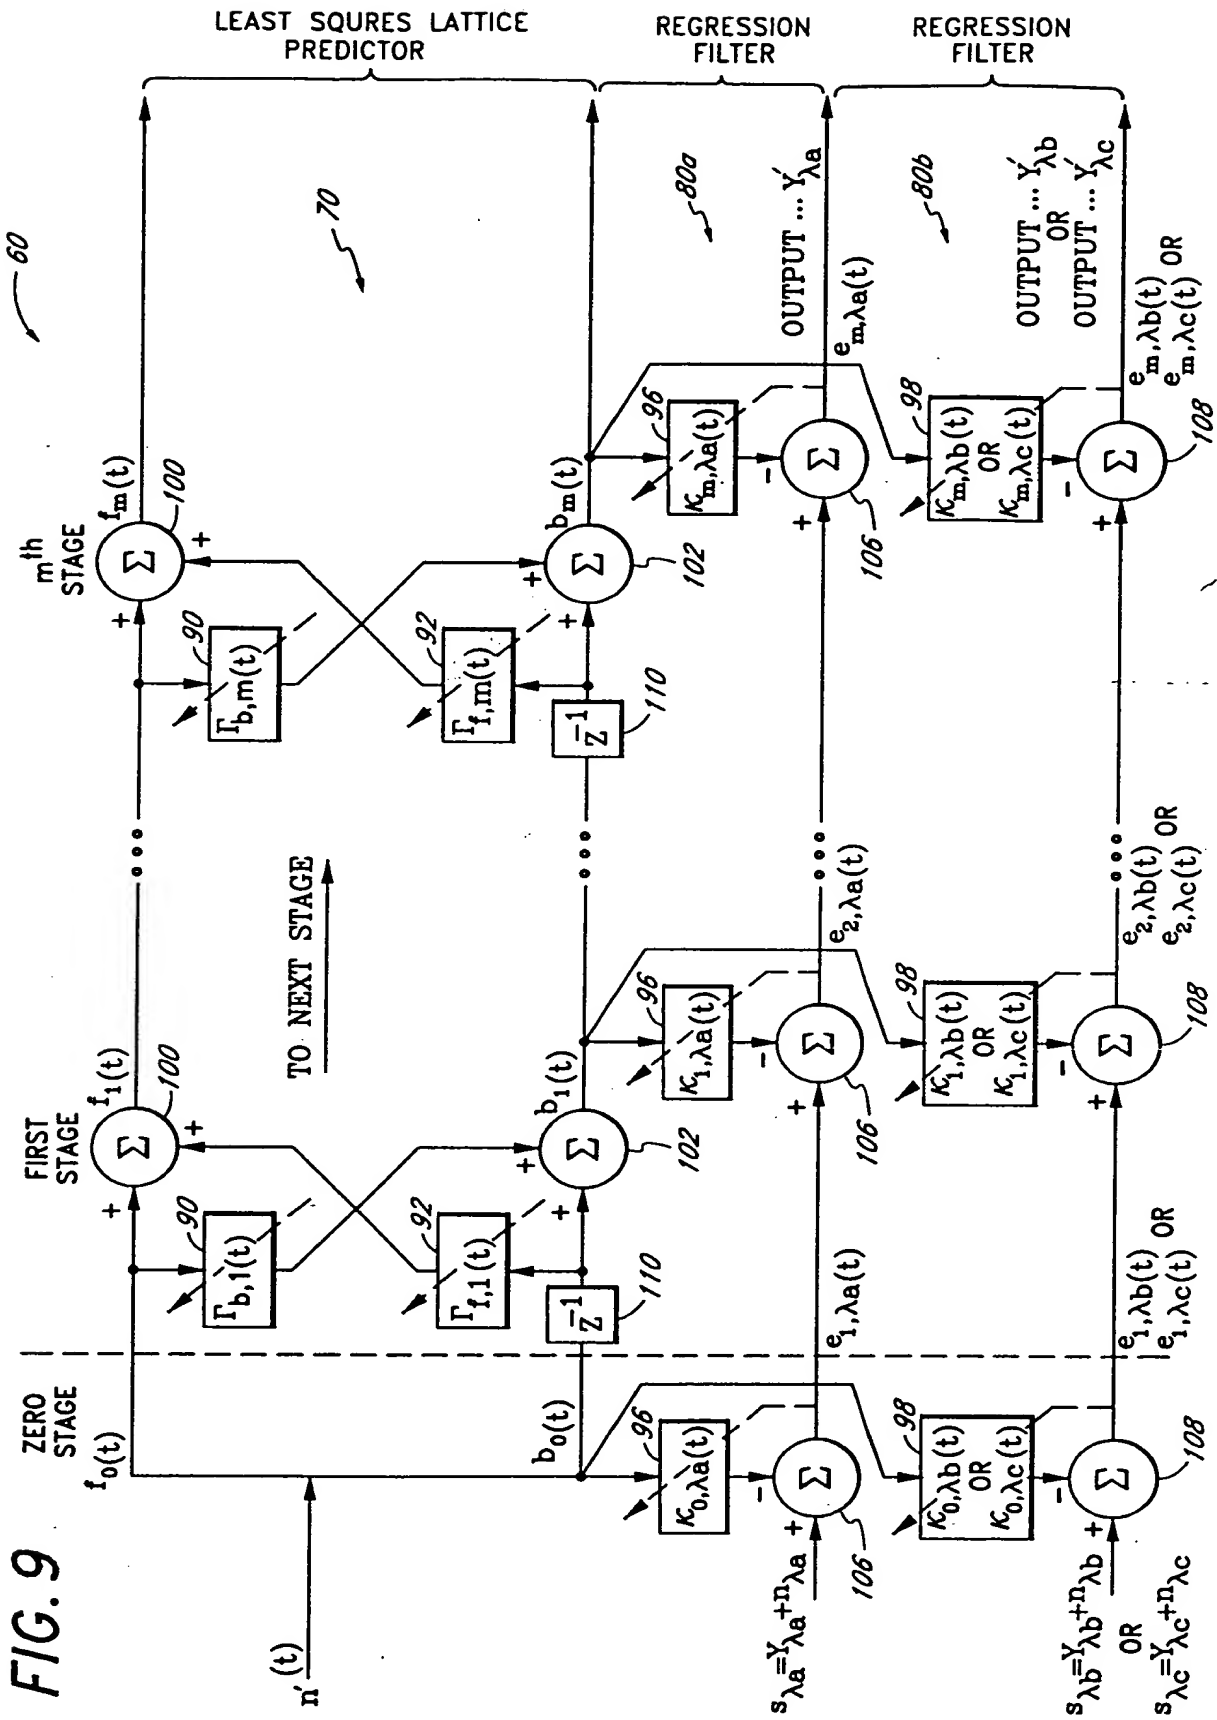 FIG. 9
60
LEAST SQURES LATTICE
PREDICTOR
REGRESSION
FILTER
REGRESSION
FILTER
ZERO
STAGE
FIRST
STAGE
mth
STAGE
TO NEXT STAGE
70
80a
80b
n'(t)
f0(t)
b0(t)
+
Γb,1(t)
90
Γf,1(t)
92
Z-1
110
+
+
Σ
100
f1(t)
+
+
Σ
102
b1(t)
+
Γb,m(t)
90
Γf,m(t)
92
Z-1
110
+
Σ
100
fm(t)
+
+
Σ
102
bm(t)
sλa=Yλa+nλa
+
−
Σ
106
κ0,λa(t)
96
e1,λa(t)
+
−
Σ
106
κ1,λa(t)
96
e2,λa(t)
+
−
Σ
106
κm,λa(t)
96
em,λa(t)
OUTPUT ... Y'λa
sλb=Yλb+nλb
OR
sλc=Yλc+nλc
+
−
Σ
108
κ0,λb(t)
OR
κ0,λc(t)
98
e1,λb(t) OR
e1,λc(t)
+
−
Σ
108
κ1,λb(t)
OR
κ1,λc(t)
98
e2,λb(t) OR
e2,λc(t)
+
−
Σ
108
κm,λb(t)
OR
κm,λc(t)
98
em,λb(t) OR
em,λc(t)
OUTPUT ... Y'λb
OR
OUTPUT ... Y'λc